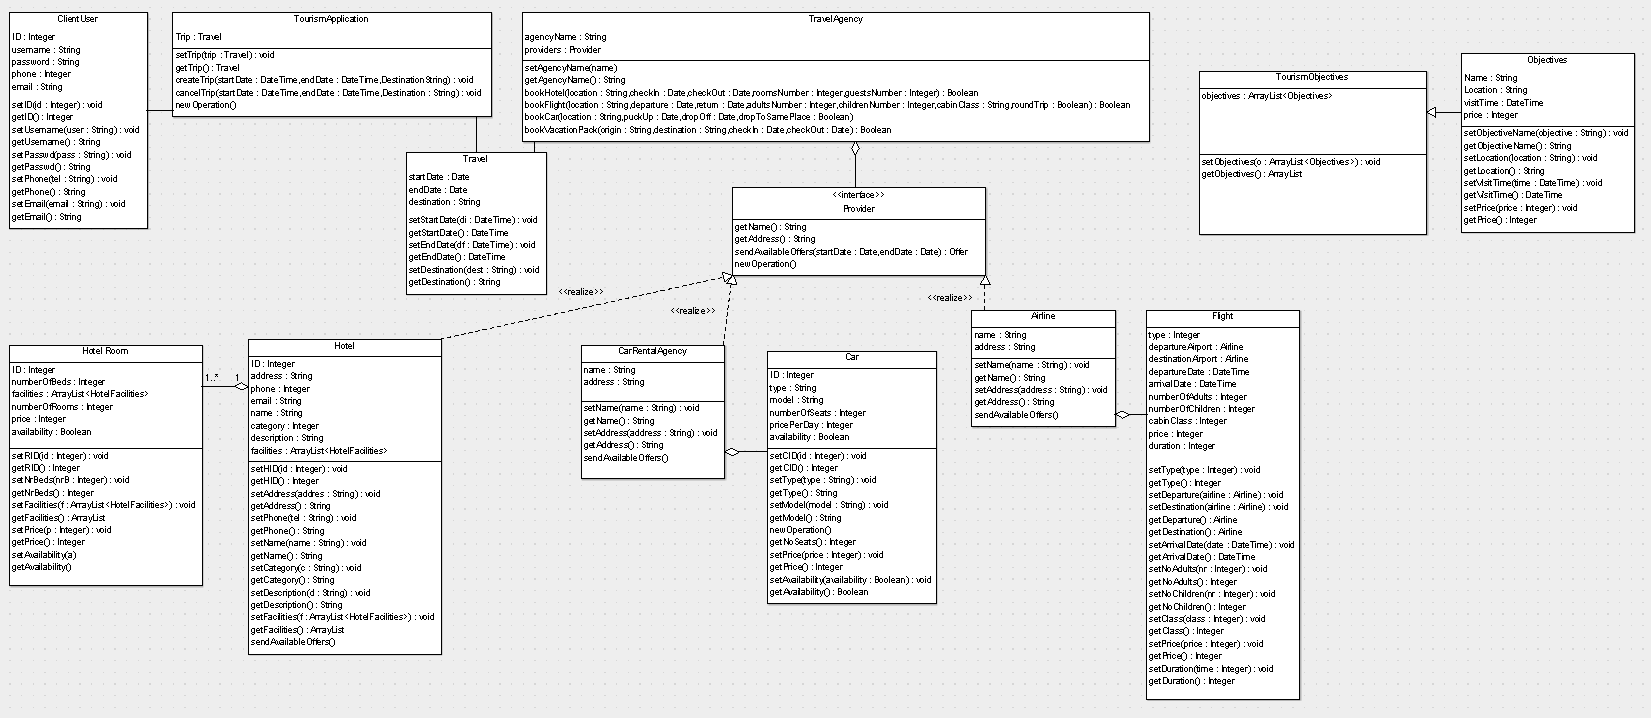 ClientUser
ID : Integer
username : String
password : String
phone : Integer
email : String
setID(id : Integer) : void
getID() : Integer
setUsername(user : String) : void
getUsername() : String
setPasswd(pass : String) : void
getPasswd() : String
setPhone(tel : String) : void
getPhone() : String
setEmail(email : String) : void
getEmail() : String
TourismApplication
Trip : Travel
setTrip(trip : Travel) : void
getTrip() : Travel
createTrip(startDate : DateTime,endDate : DateTime,DestinationString) : void
cancelTrip(startDate : DateTime,endDate : DateTime,Destination : String) : void
newOperation()
Travel
startDate : Date
endDate : Date
destination : String
setStartDate(di : DateTime) : void
getStartDate() : DateTime
setEndDate(df : DateTime) : void
getEndDate() : DateTime
setDestination(dest : String) : void
getDestination() : String
TravelAgency
agencyName : String
providers : Provider
setAgencyName(name)
getAgencyName() : String
bookHotel(location : String,checkIn : Date,checkOut : Date,roomsNumber : Integer,guestsNumber : Integer) : Boolean
bookFlight(location : String,departure : Date,return : Date,adultsNumber : Integer,childrenNumber : Integer,cabinClass : String,roundTrip : Boolean) : Boolean
bookCar(location : String,puckUp : Date,dropOff : Date,dropToSamePlace : Boolean)
bookVacationPack(origin : String,destination : String,checkIn : Date,checkOut : Date) : Boolean
<<interface>>
Provider
getName() : String
getAddress() : String
sendAvailableOffers(startDate : Date,endDate : Date) : Offer
newOperation()
TourismObjectives
objectives : ArrayList<Objectives>
setObjectives(o : ArrayList<Objectives>) : void
getObjectives() : ArrayList
Objectives
Name : String
Location : String
visitTime : DateTime
price : Integer
setObjectiveName(objective : String) : void
getObjectiveName() : String
setLocation(location : String) : void
getLocation() : String
setVisitTime(time : DateTime) : void
getVisitTime() : DateTime
setPrice(price : Integer) : void
getPrice() : Integer
<<realize>>
<<realize>>
<<realize>>
Hotel Room
ID : Integer
numberOfBeds : Integer
facilities : ArrayList<HotelFacilities>
numberOfRooms : Integer
price : Integer
availability : Boolean
setRID(id : Integer) : void
getRID() : Integer
setNrBeds(nrB : Integer) : void
getNrBeds() : Integer
setFacilities(f : ArrayList<HotelFacilities>) : void
getFacilities() : ArrayList
setPrice(p : Integer) : void
getPrice() : Integer
setAvailability(a)
getAvailability()
1..*
1
Hotel
ID : Integer
address : String
phone : Integer
email : String
name : String
category : Integer
description : String
facilities : ArrayList<HotelFacilities>
setHID(id : Integer) : void
getHID() : Integer
setAddress(addres : String) : void
getAddress() : String
setPhone(tel : String) : void
getPhone() : String
setName(name : String) : void
getName() : String
setCategory(c : String) : void
getCategory() : String
setDescription(d : String) : void
getDescription() : String
setFacilities(f : ArrayList<HotelFacilities>) : void
getFacilities() : ArrayList
sendAvailableOffers()
CarRentalAgency
name : String
address : String
setName(name : String) : void
getName() : String
setAddress(address : String) : void
getAddress() : String
sendAvailableOffers()
Car
ID : Integer
type : String
model : String
numberOfSeats : Integer
pricePerDay : Integer
availability : Boolean
setCID(id : Integer) : void
getCID() : Integer
setType(type : String) : void
getType() : String
setModel(model : String) : void
getModel() : String
newOperation()
getNoSeats() : Integer
setPrice(price : Integer) : void
getPrice() : Integer
setAvailability(availability : Boolean) : void
getAvailability() : Boolean
Airline
name : String
address : String
setName(name : String) : void
getName() : String
setAddress(address : String) : void
getAddress() : String
sendAvailableOffers()
Flight
type : Integer
departureAirport : Airline
destinationAirport : Airline
departureDate : DateTime
arrivalDate : DateTime
numberOfAdults : Integer
numberOfChildren : Integer
cabinClass : Integer
price : Integer
duration : Integer
setType(type : Integer) : void
getType() : Integer
setDeparture(airline : Airline) : void
setDestination(airline : Airline) : void
getDeparture() : Airline
getDestination() : Airline
setArrivalDate(date : DateTime) : void
getArrivalDate() : DateTime
setNoAdults(nr : Integer) : void
getNoAdults() : Integer
setNoChildren(nr : Integer) : void
getNoChildren() : Integer
setClass(class : Integer) : void
getClass() : Integer
setPrice(price : Integer) : void
getPrice() : Integer
setDuration(time : Integer) : void
getDuration() : Integer